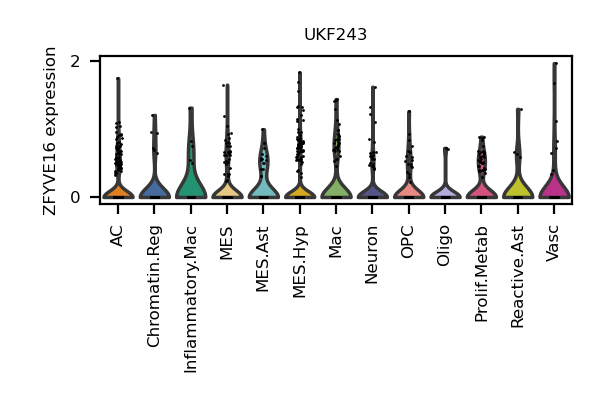 UKF243
ZFYVE16 expression
2
0
AC
Chromatin.Reg
Inflammatory.Mac
MES
MES.Ast
MES.Hyp
Mac
Neuron
OPC
Oligo
Prolif.Metab
Reactive.Ast
Vasc